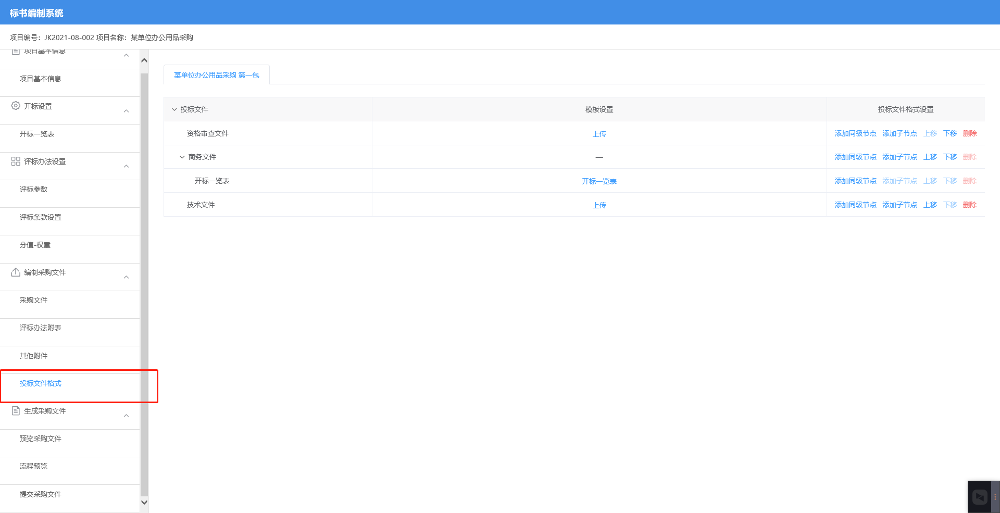 标书编制系统
项目编号：JK2021-08-002 项目名称：某单位办公用品采购
项目基本信息
项目基本信息
开标设置
开标一览表
评标办法设置
评标参数
评标条款设置
分值-权重
编制采购文件
采购文件
评标办法附表
其他附件
投标文件格式
生成采购文件
预览采购文件
流程预览
提交采购文件
某单位办公用品采购 第一包
投标文件 模板设置 投标文件格式设置
资格审查文件 上传 添加同级节点 添加子节点 上移 下移 删除
商务文件 — 添加同级节点 添加子节点 上移 下移 删除
开标一览表 开标一览表 添加同级节点 添加子节点 上移 下移 删除
技术文件 上传 添加同级节点 添加子节点 上移 下移 删除